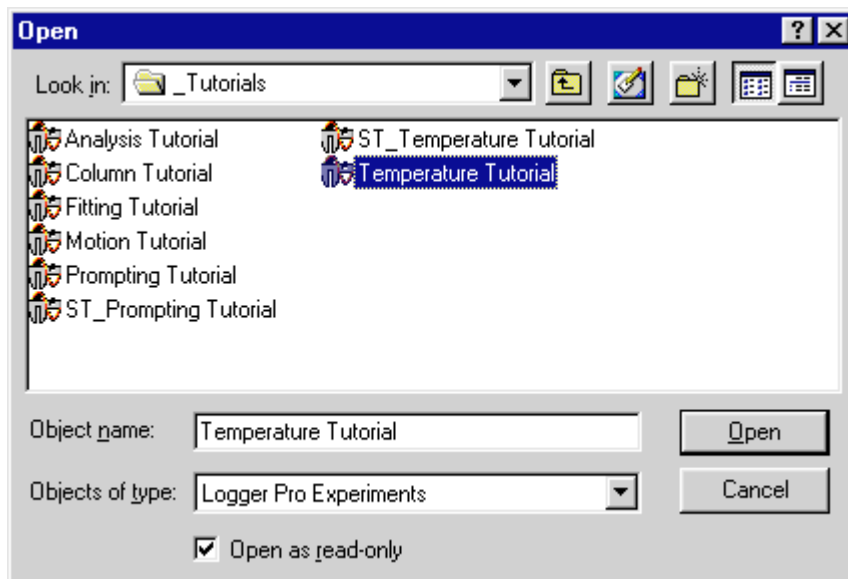 Open
Look in: _Tutorials
Analysis Tutorial
Column Tutorial
Fitting Tutorial
Motion Tutorial
Prompting Tutorial
ST_Prompting Tutorial
ST_Temperature Tutorial
Temperature Tutorial
Object name: Temperature Tutorial
Open
Objects of type: Logger Pro Experiments
Cancel
Open as read-only